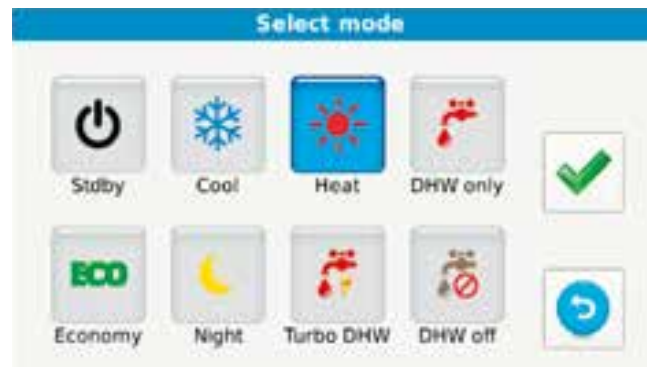 Select mode
Stdby Cool Heat DHW only
ECO
Economy Night Turbo DHW DHW off